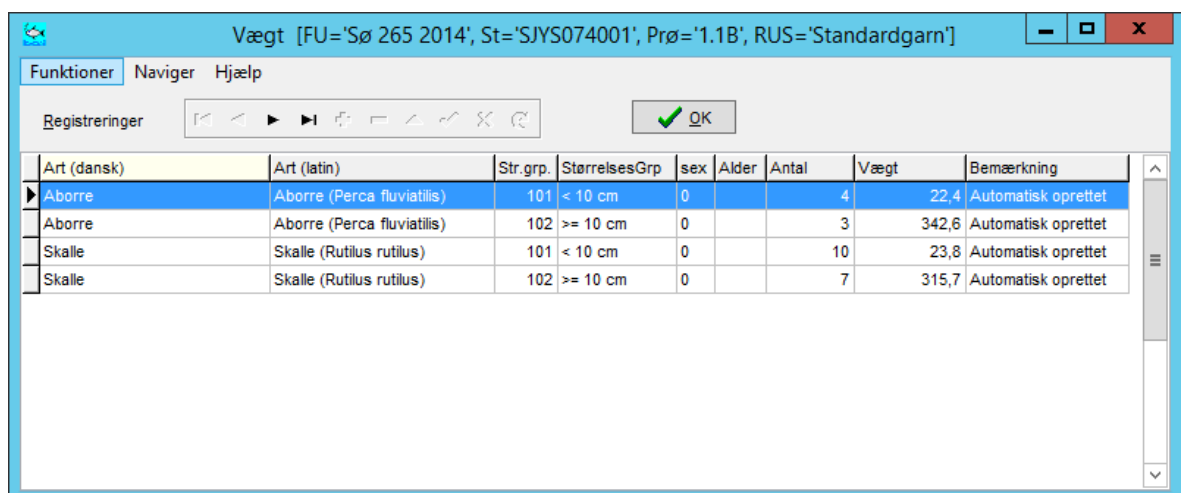 Vægt [FU='Sø 265 2014', St='SJYS074001', Prø='1.1B', RUS='Standardgarn']
Funktioner Naviger Hjælp
Registreringer OK
Art (dansk) Art (latin) Str.grp. StørrelsesGrp sex Alder Antal Vægt Bemærkning
Aborre Aborre (Perca fluviatilis) 101 < 10 cm 0 4 22,4 Automatisk oprettet
Aborre Aborre (Perca fluviatilis) 102 >= 10 cm 0 3 342,6 Automatisk oprettet
Skalle Skalle (Rutilus rutilus) 101 < 10 cm 0 10 23,8 Automatisk oprettet
Skalle Skalle (Rutilus rutilus) 102 >= 10 cm 0 7 315,7 Automatisk oprettet